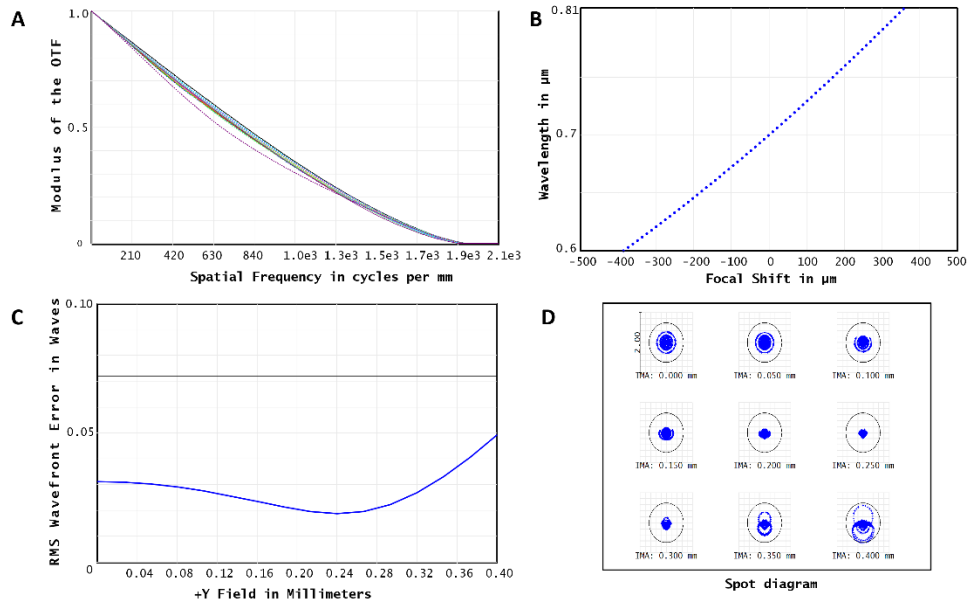 A
1.0
0.5
0
Modulus of the OTF
210 420 630 840 1.0e3 1.3e3 1.5e3 1.7e3 1.9e3 2.1e3
Spatial Frequency in cycles per mm
B
0.81
0.7
0.6
Wavelength in µm
-500 -400 -300 -200 -100 0 100 200 300 400 500
Focal Shift in µm
C
0.10
0.05
0
RMS Wavefront Error in Waves
0.04 0.08 0.12 0.16 0.20 0.24 0.28 0.32 0.36 0.40
+Y Field in Millimeters
D
2.00
IMA: 0.000 mm IMA: 0.050 mm IMA: 0.100 mm
IMA: 0.150 mm IMA: 0.200 mm IMA: 0.250 mm
IMA: 0.300 mm IMA: 0.350 mm IMA: 0.400 mm
Spot diagram